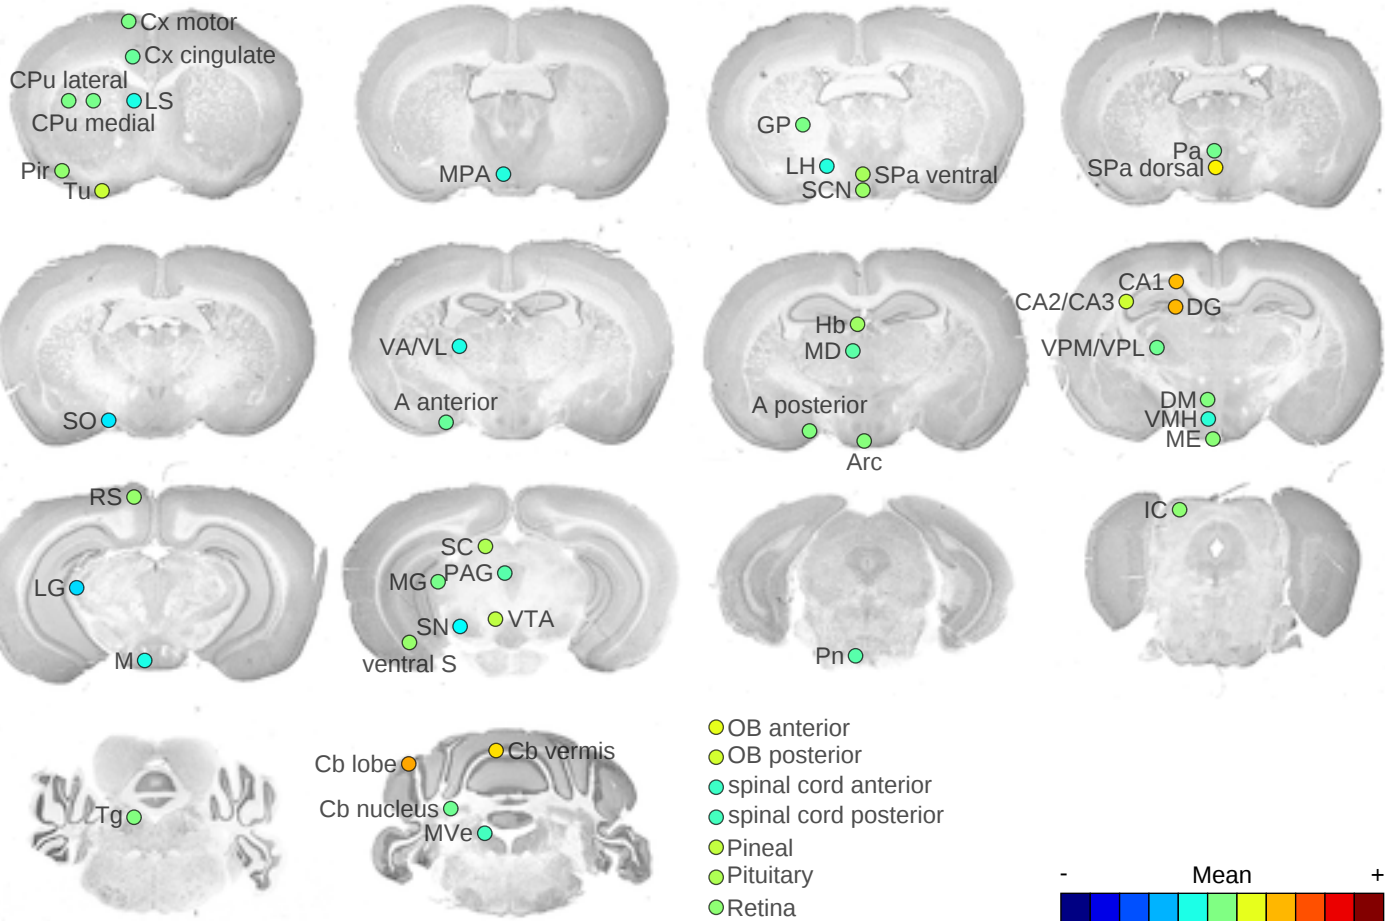 Cx motor
Cx cingulate
CPu lateral
LS
CPu medial
Pir
Tu
MPA
GP
LH
SPa ventral
SCN
Pa
SPa dorsal
SO
VA/VL
A anterior
Hb
MD
A posterior
Arc
CA1
CA2/CA3
DG
VPM/VPL
DM
VMH
ME
RS
LG
M
SC
PAG
MG
SN
VTA
ventral S
Pn
IC
Tg
Cb lobe
Cb vermis
Cb nucleus
MVe
OB anterior
OB posterior
spinal cord anterior
spinal cord posterior
Pineal
Pituitary
Retina
- Mean +